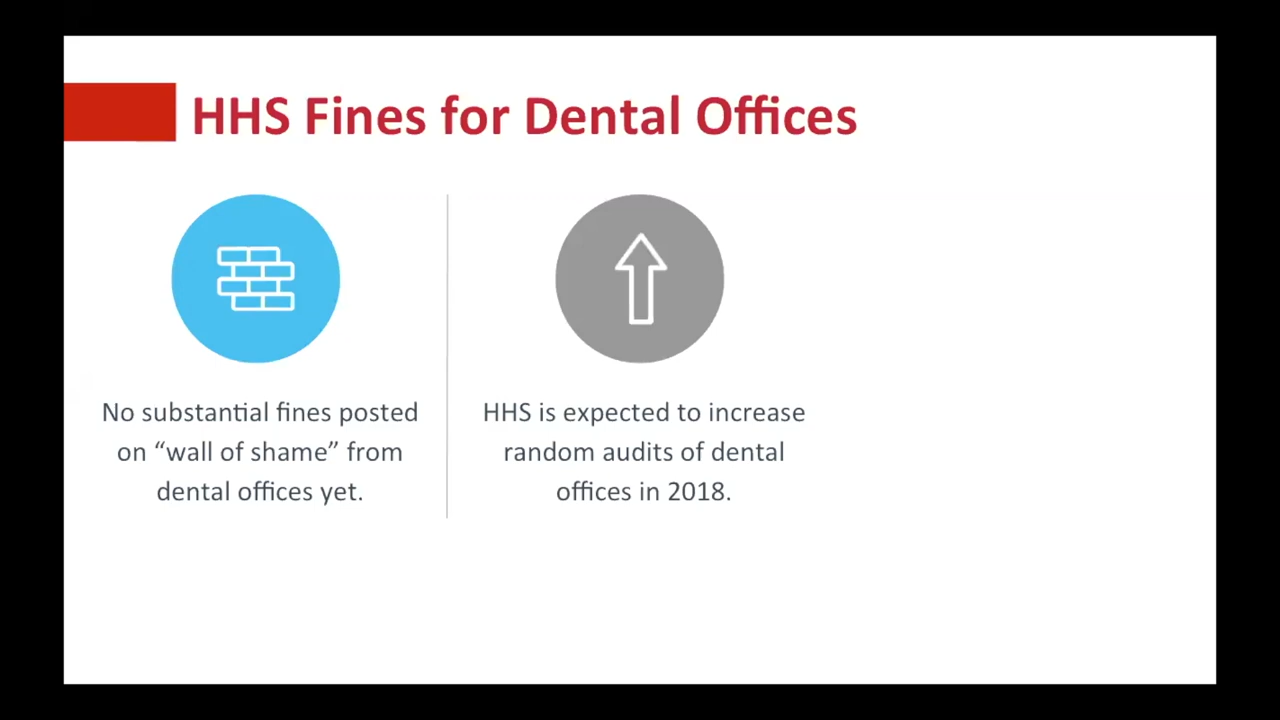 HHS Fines for Dental Offices
No substantial fines posted
on “wall of shame” from
dental offices yet.
HHS is expected to increase
random audits of dental
offices in 2018.